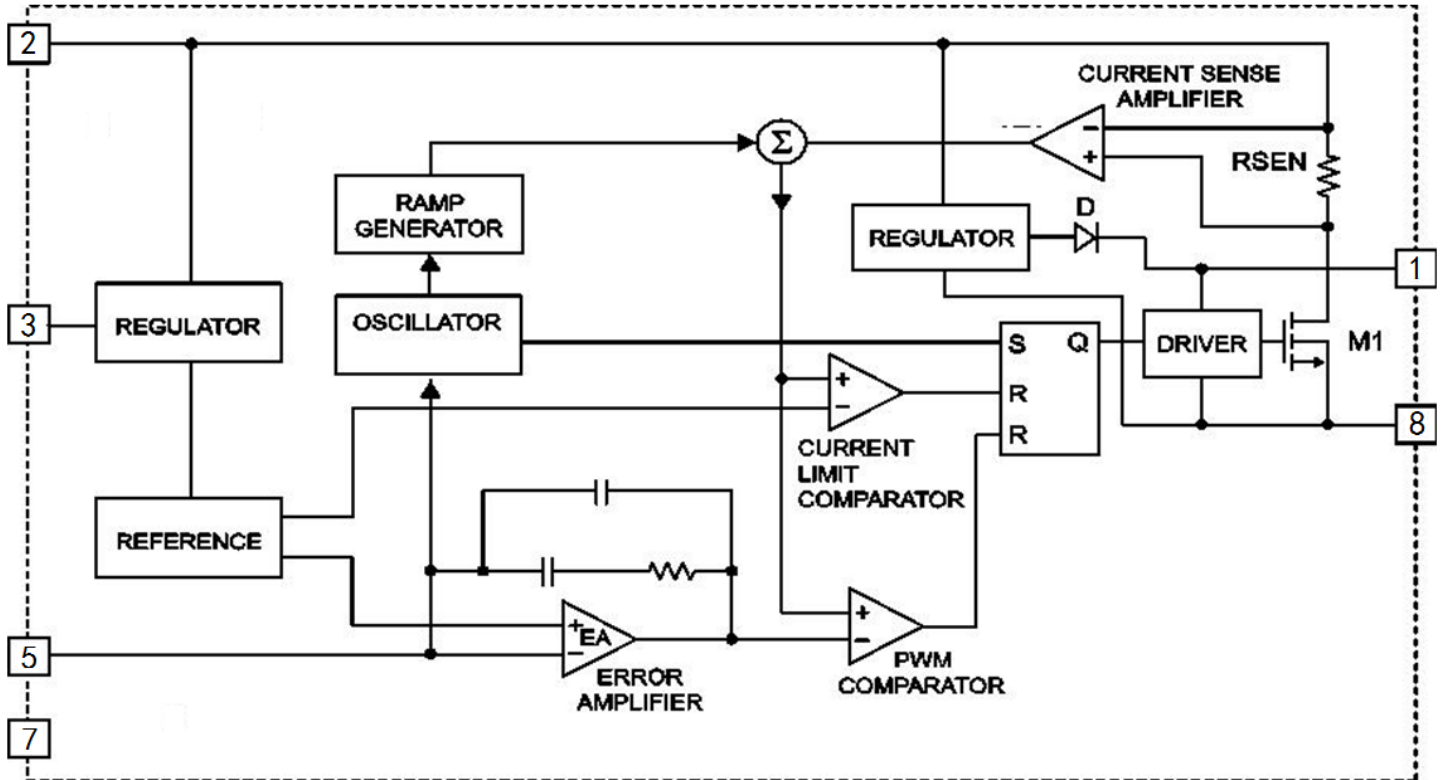 2
CURRENT SENSE
AMPLIFIER
−
+
Σ
RSEN
RAMP
GENERATOR
D
REGULATOR
1
3
REGULATOR
OSCILLATOR
S
Q
DRIVER
M1
+
−
R
R
8
CURRENT
LIMIT
COMPARATOR
REFERENCE
+
EA
−
+
−
5
ERROR
AMPLIFIER
PWM
COMPARATOR
7